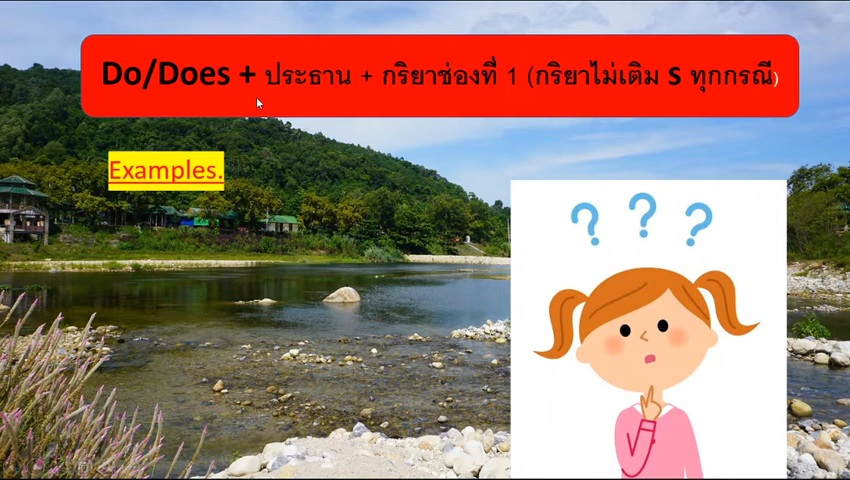 Do/Does + ประธาน + กริยาช่องที่ 1 (กริยาไม่เติม s ทุกกรณี)
Examples.
? ? ?